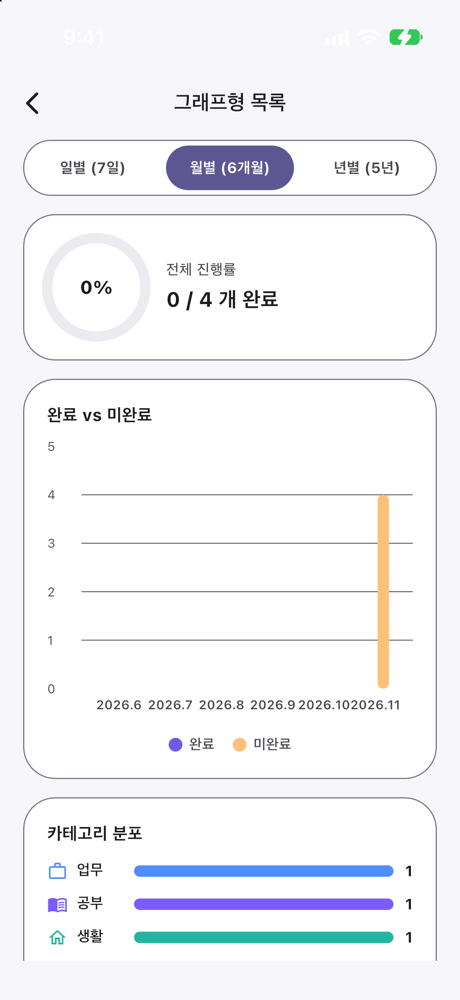 9:41
그래프형 목록
일별 (7일) 월별 (6개월) 년별 (5년)
0% 전체 진행률
0 / 4 개 완료
완료 vs 미완료
5
4
3
2
1
0
2026.6 2026.7 2026.8 2026.9 2026.10 2026.11
완료 미완료
카테고리 분포
업무 1
공부 1
생활 1